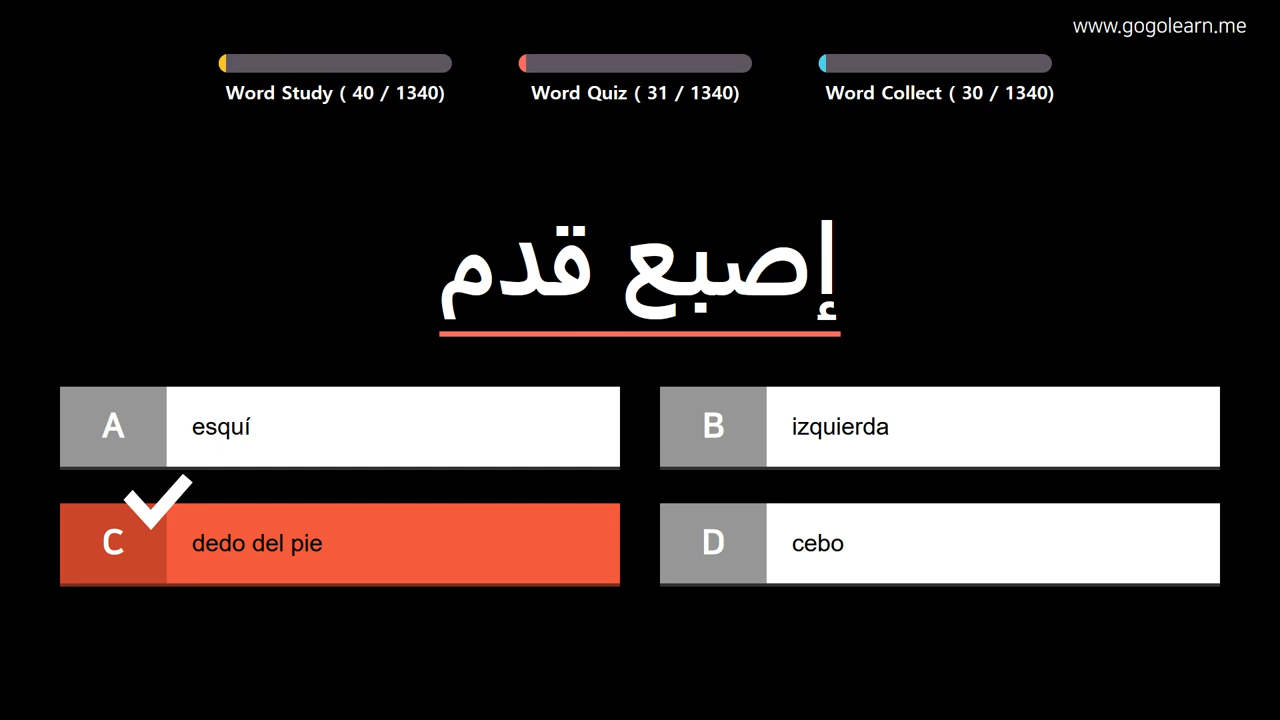 www.gogolearn.me
Word Study ( 40 / 1340)
Word Quiz ( 31 / 1340)
Word Collect ( 30 / 1340)
إصبع قدم
A esquí
B izquierda
C dedo del pie
D cebo